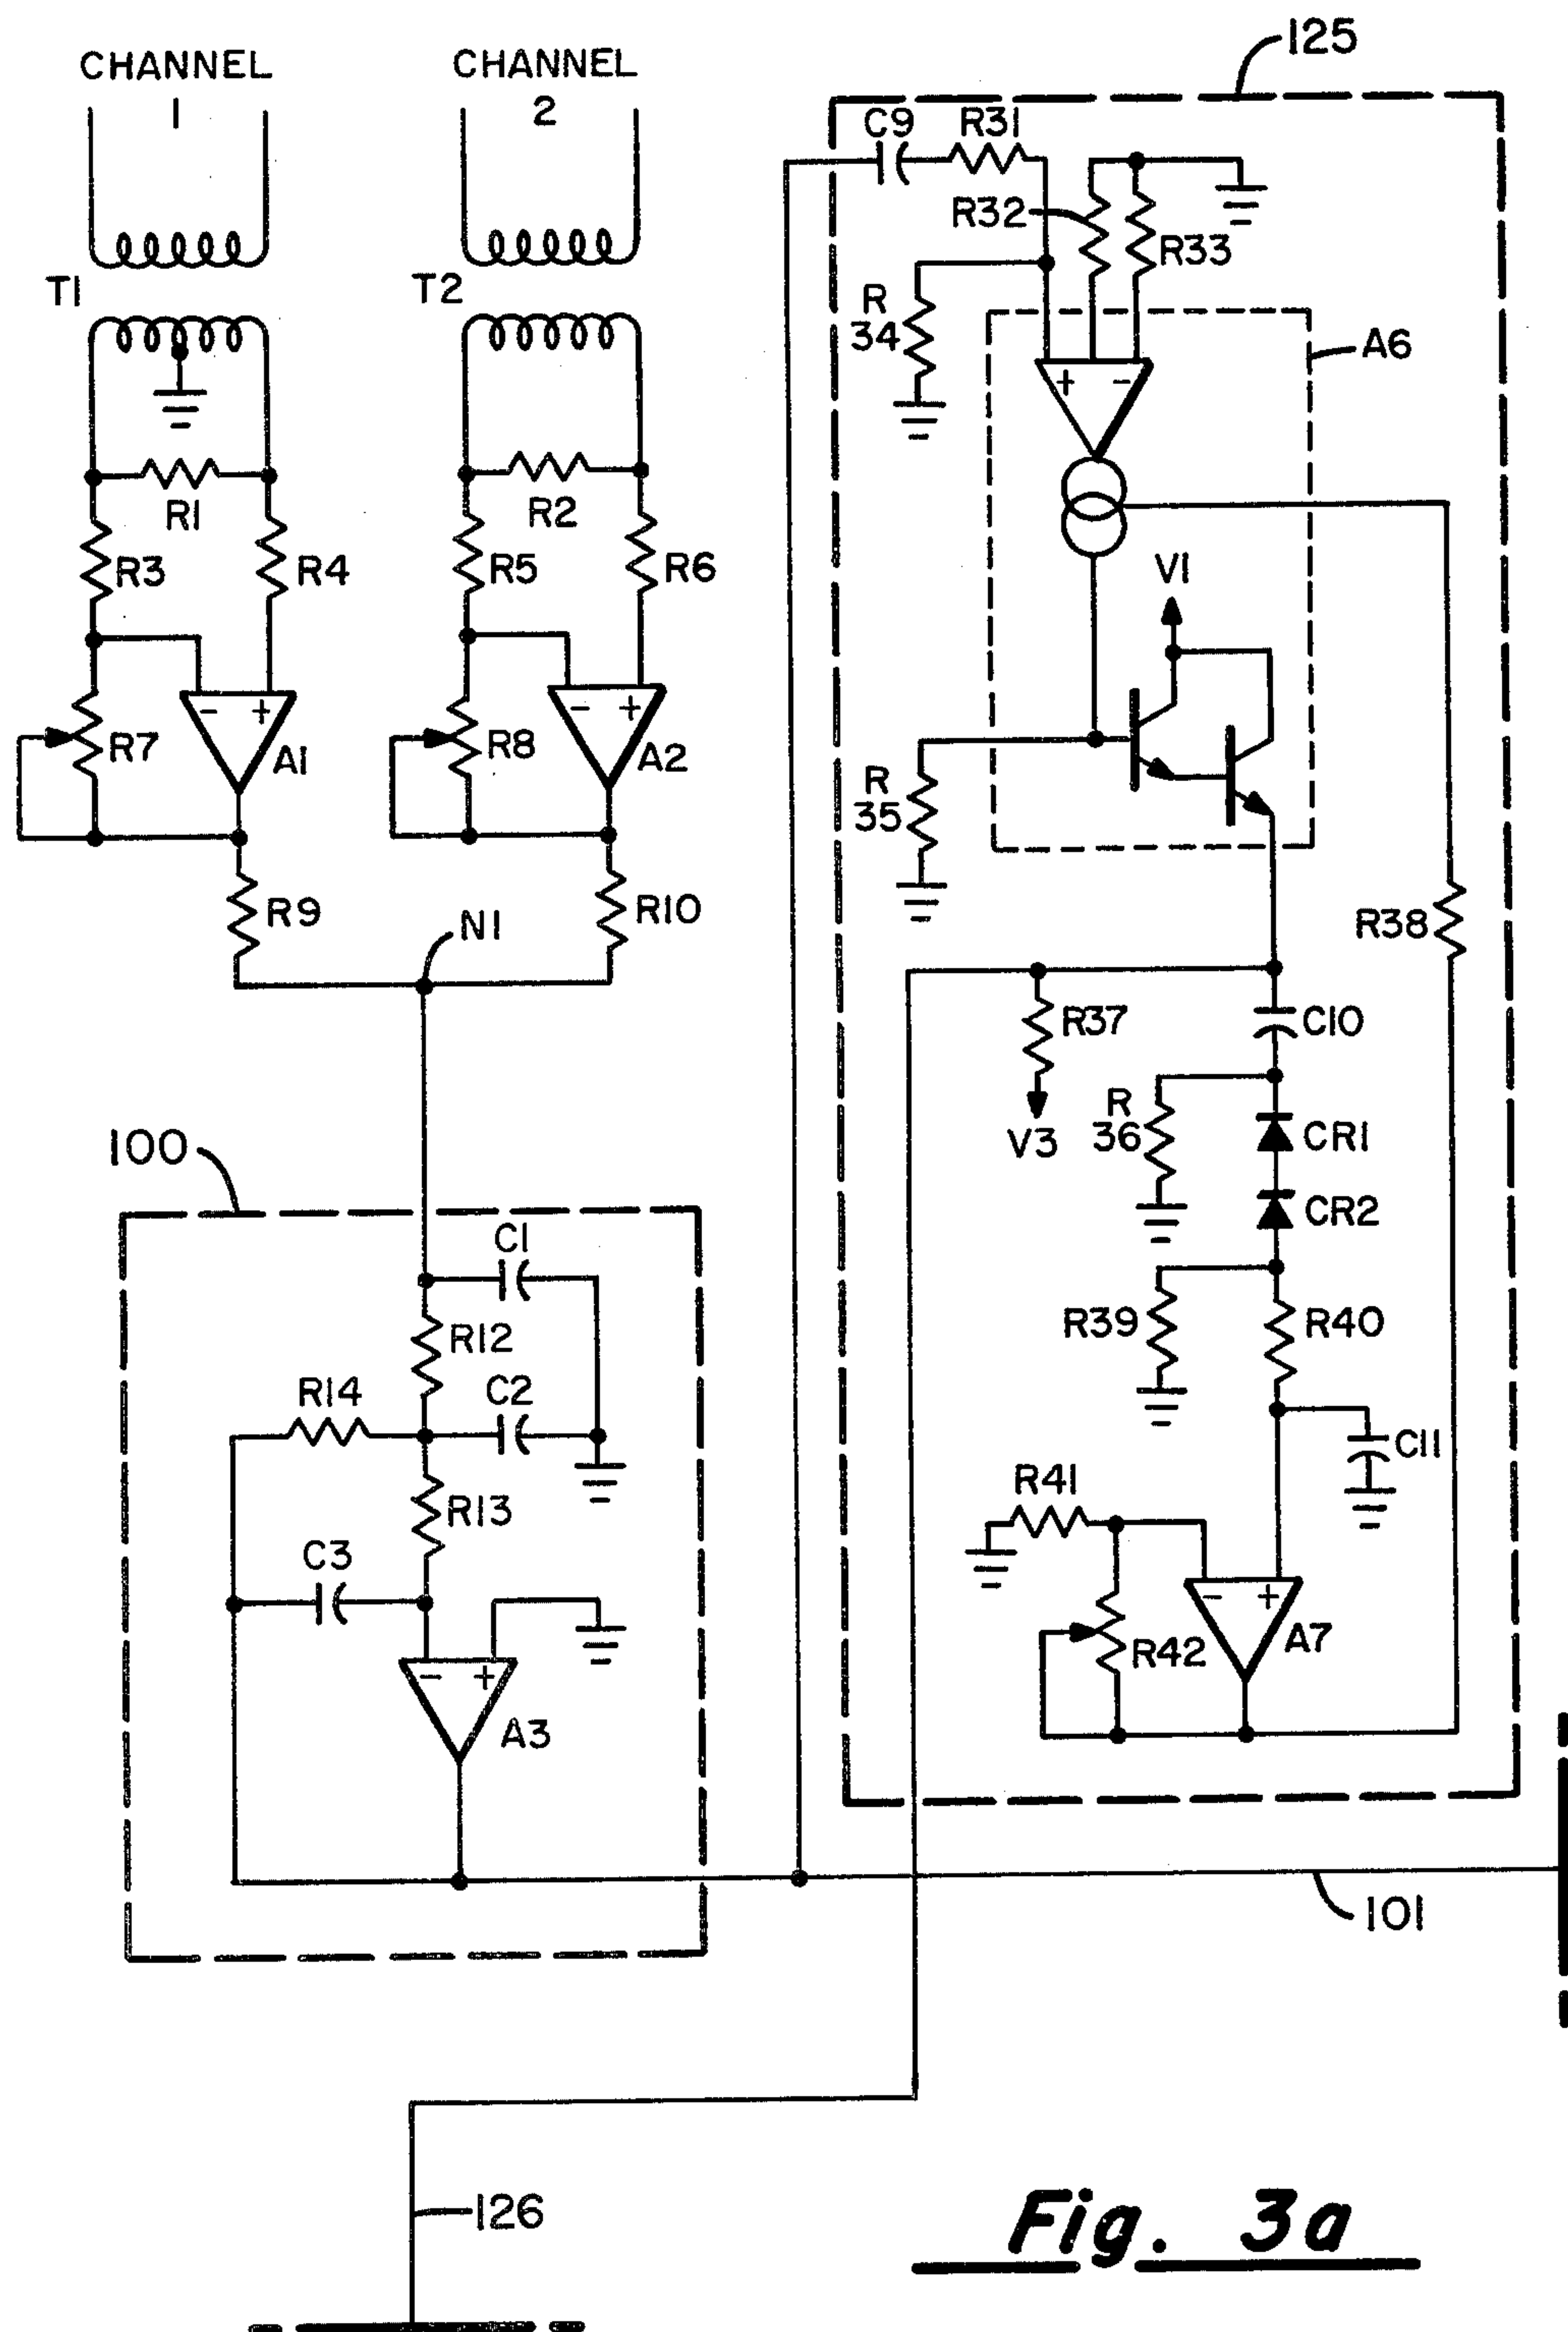 CHANNEL
1
CHANNEL
2
125
C9
R31
R32
R33
T1
T2
R
34
A6
+
-
R1
R2
R3
R4
R5
R6
V1
-
+
R7
A1
-
+
R8
A2
R
35
R9
R10
R38
N1
R37
C10
V3
R
36
CR1
100
CR2
C1
R12
R39
R40
R14
C2
C11
R13
R41
C3
-
+
A7
R42
-
+
A3
101
126
Fig. 3a